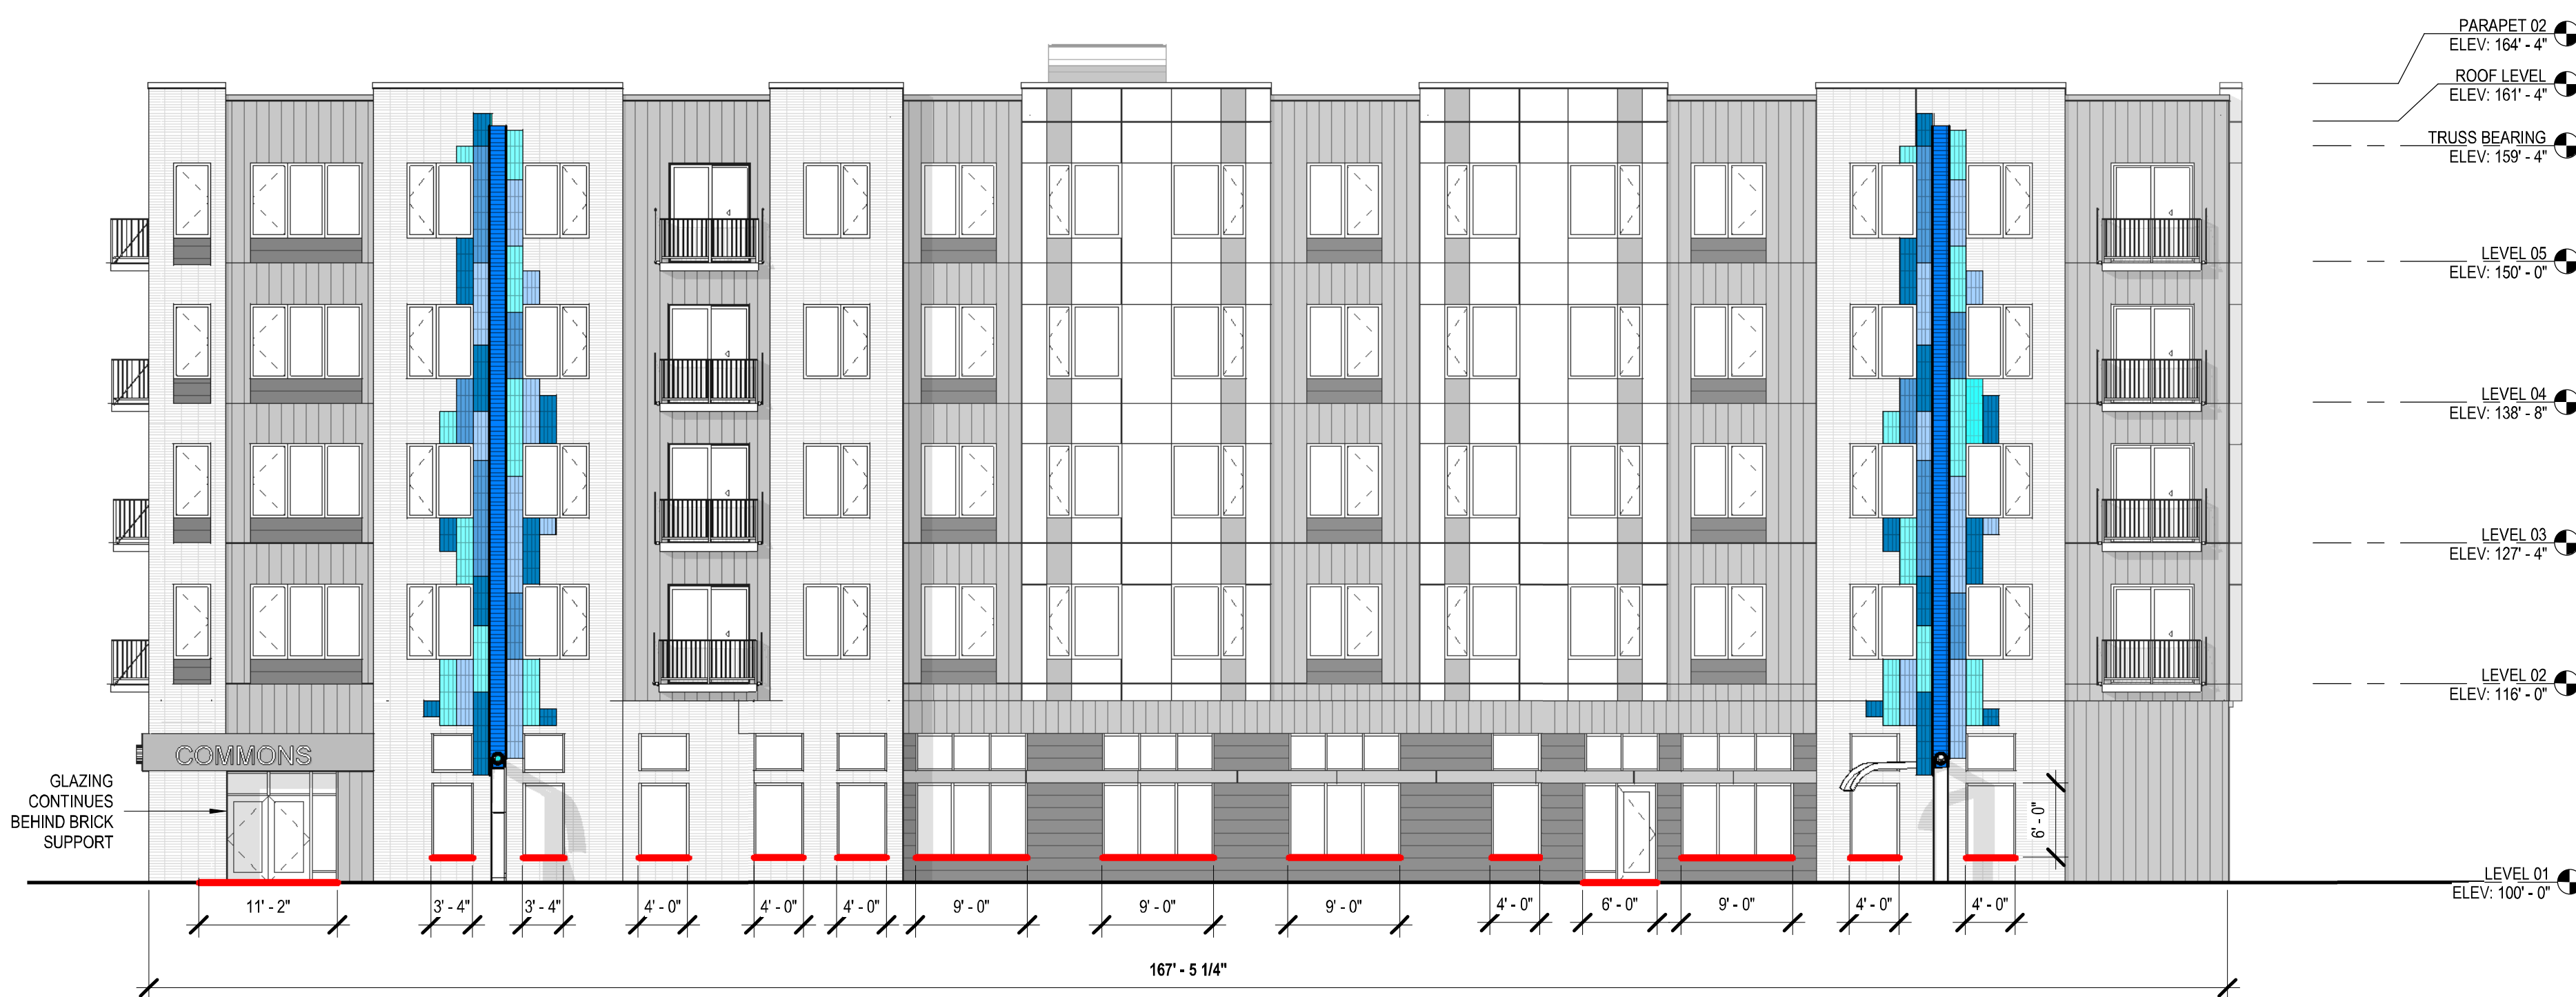 PARAPET 02
ELEV: 164' - 4"
ROOF LEVEL
ELEV: 161' - 4"
TRUSS BEARING
ELEV: 159' - 4"
LEVEL 05
ELEV: 150' - 0"
LEVEL 04
ELEV: 138' - 8"
LEVEL 03
ELEV: 127' - 4"
LEVEL 02
ELEV: 116' - 0"
COMMONS
GLAZING
CONTINUES
BEHIND BRICK
SUPPORT
6' - 0"
LEVEL 01
ELEV: 100' - 0"
11' - 2" 3' - 4" 3' - 4" 4' - 0" 4' - 0" 4' - 0" 9' - 0" 9' - 0" 9' - 0" 4' - 0" 6' - 0" 9' - 0" 4' - 0" 4' - 0"
167' - 5 1/4"